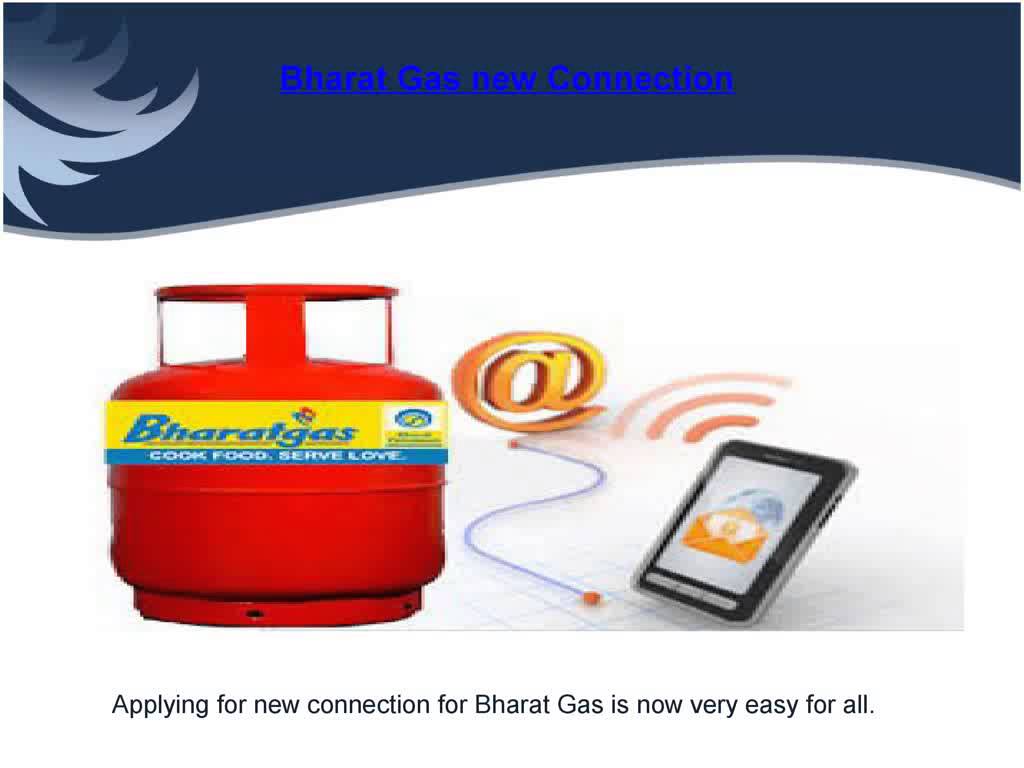 Bharat Gas new Connection
@
Bharatgas
COOK FOOD. SERVE LOVE.
Applying for new connection for Bharat Gas is now very easy for all.